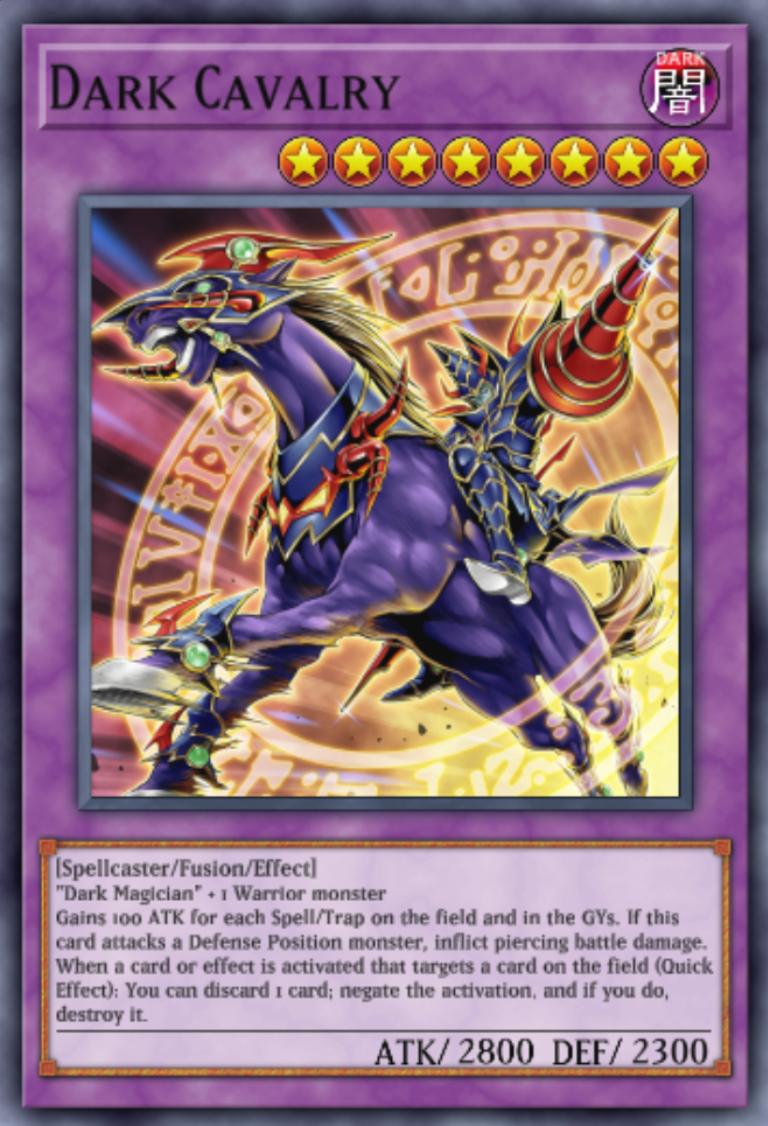 DARK CAVALRY
DARK
闇
[Spellcaster/Fusion/Effect]
"Dark Magician" + 1 Warrior monster
Gains 100 ATK for each Spell/Trap on the field and in the GYs. If this
card attacks a Defense Position monster, inflict piercing battle damage.
When a card or effect is activated that targets a card on the field (Quick
Effect): You can discard 1 card; negate the activation, and if you do,
destroy it.
ATK/ 2800 DEF/ 2300